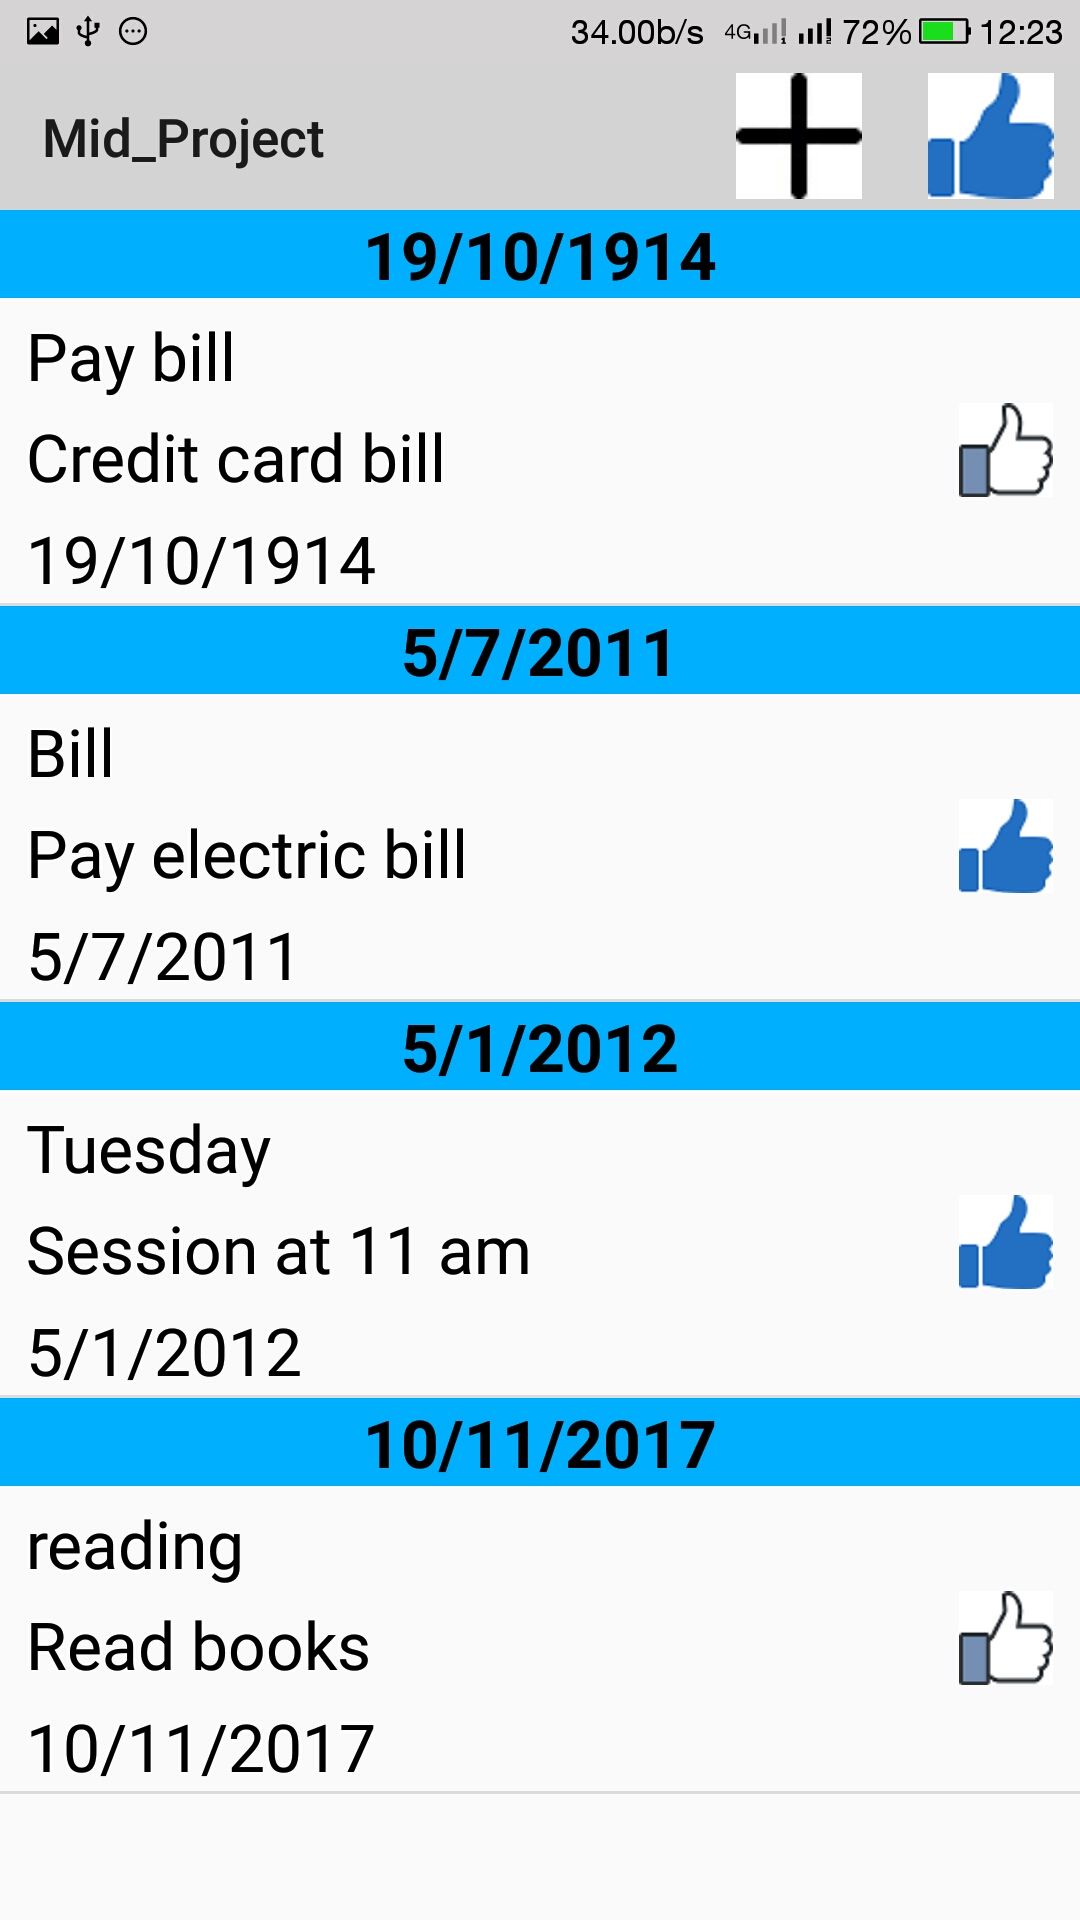 34.00b/s 4G 72% 12:23
Mid_Project
19/10/1914
Pay bill
Credit card bill
19/10/1914
5/7/2011
Bill
Pay electric bill
5/7/2011
5/1/2012
Tuesday
Session at 11 am
5/1/2012
10/11/2017
reading
Read books
10/11/2017